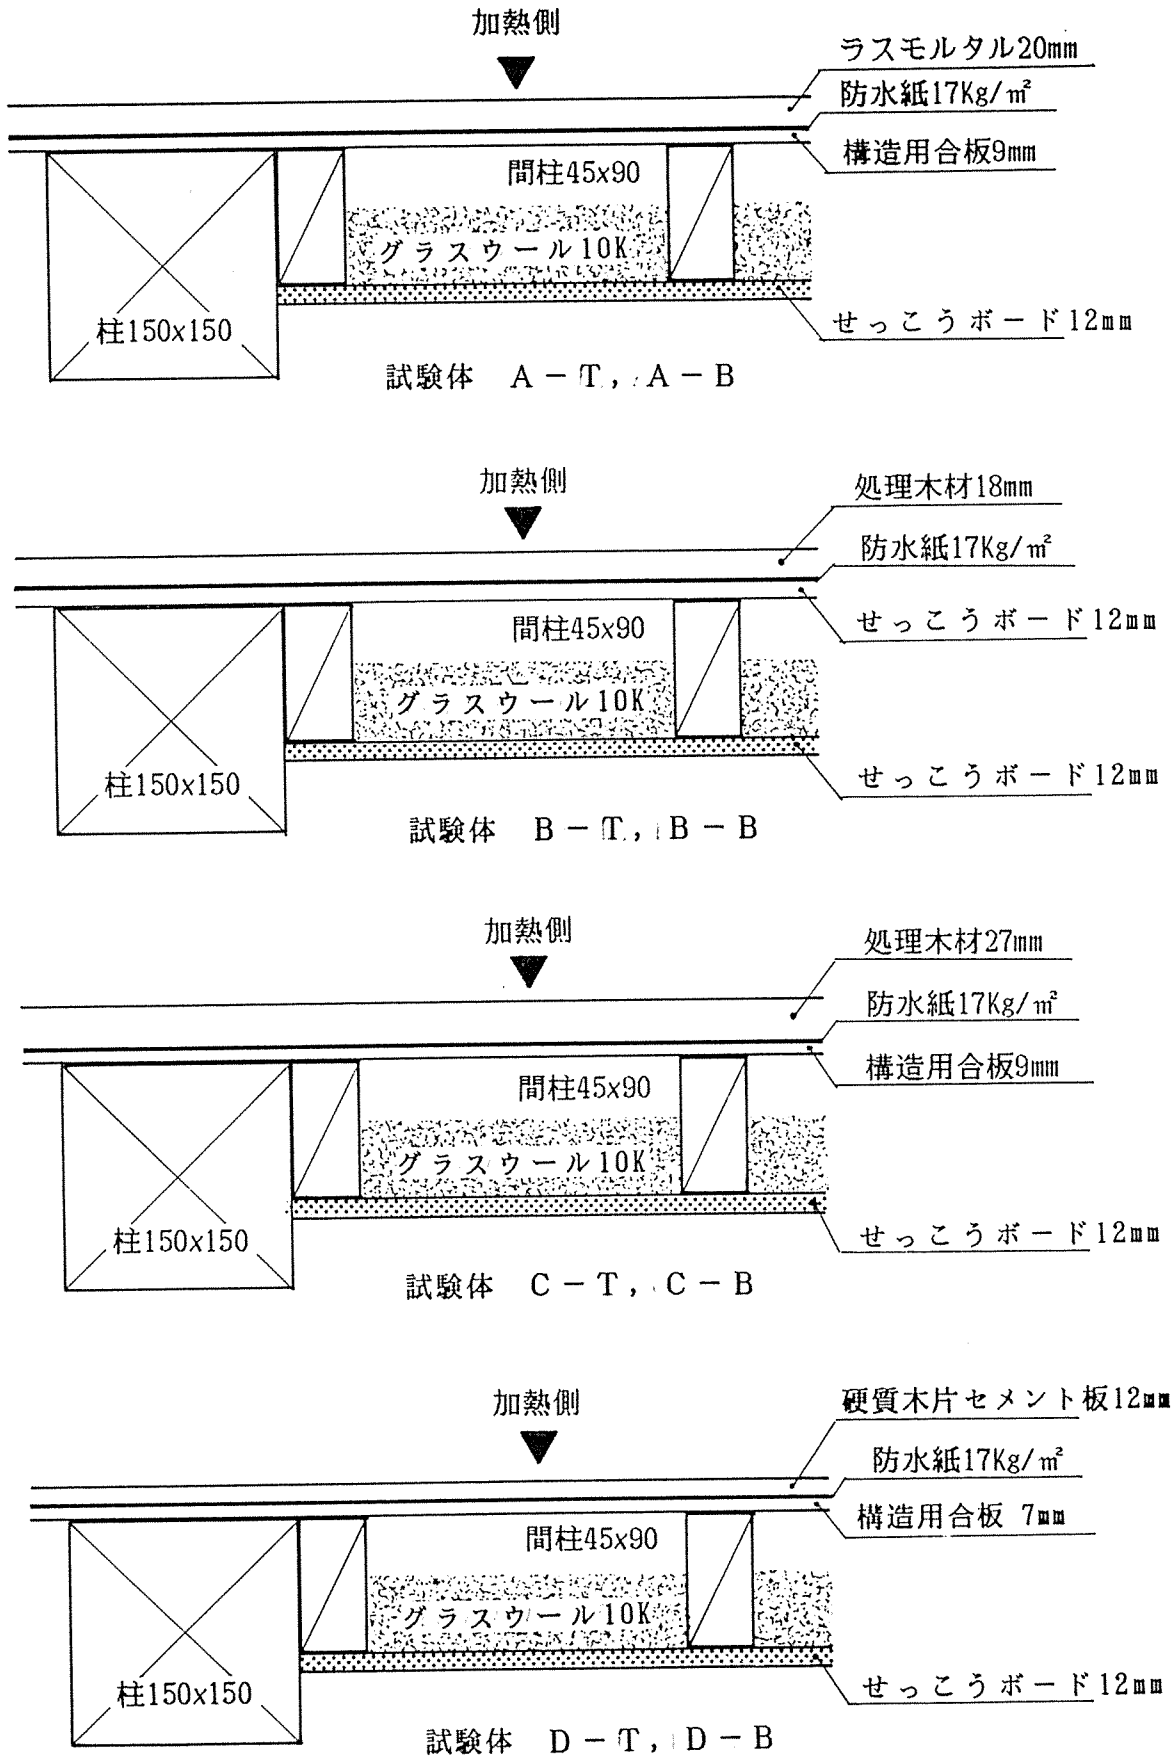 加熱側
ラスモルタル20mm
防水紙17Kg/㎡
構造用合板9mm
間柱45x90
グラスウール10K
柱150x150
せっこうボード12mm
試験体 A－T, A－B
加熱側
処理木材18mm
防水紙17Kg/㎡
せっこうボード12mm
間柱45x90
グラスウール10K
柱150x150
せっこうボード12mm
試験体 B－T, B－B
加熱側
処理木材27mm
防水紙17Kg/㎡
構造用合板9mm
間柱45x90
グラスウール10K
柱150x150
せっこうボード12mm
試験体 C－T, C－B
加熱側
硬質木片セメント板12mm
防水紙17Kg/㎡
構造用合板 7mm
間柱45x90
グラスウール10K
柱150x150
せっこうボード12mm
試験体 D－T, D－B